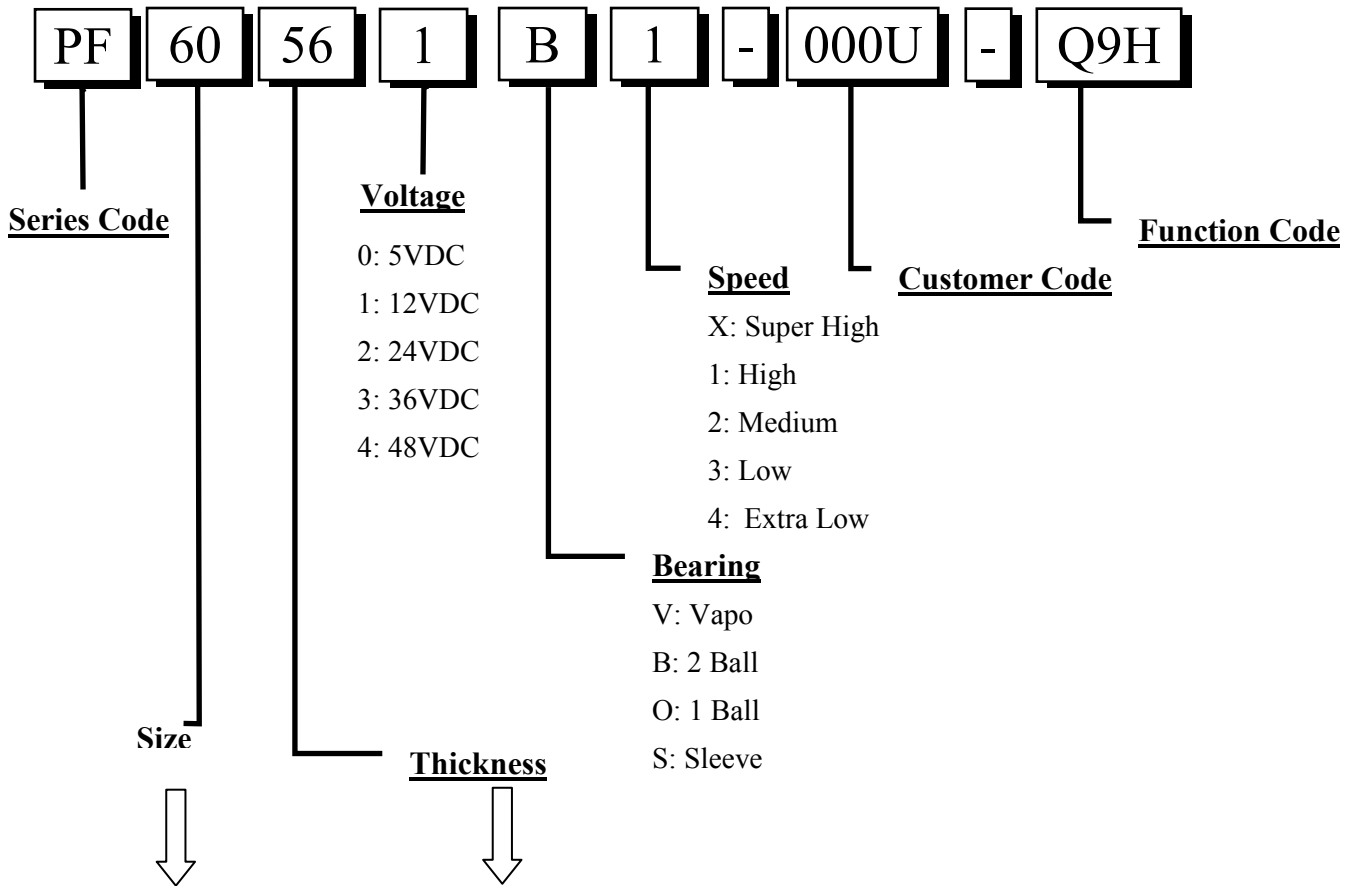 PF 60 56 1 B 1 - 000U - Q9H
Series Code
Voltage
0: 5VDC
1: 12VDC
2: 24VDC
3: 36VDC
4: 48VDC
Function Code
Customer Code
Speed
X: Super High
1: High
2: Medium
3: Low
4: Extra Low
Bearing
V: Vapo
B: 2 Ball
O: 1 Ball
S: Sleeve
Size
Thickness